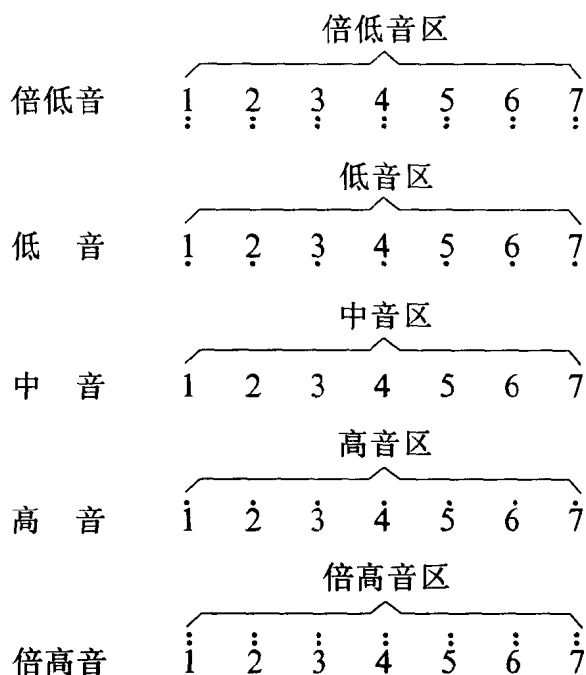 倍低音区
倍低音 1̤ 2̤ 3̤ 4̤ 5̤ 6̤ 7̤
低音区
低 音 1̣ 2̣ 3̣ 4̣ 5̣ 6̣ 7̣
中音区
中 音 1 2 3 4 5 6 7
高音区
高 音 1̇ 2̇ 3̇ 4̇ 5̇ 6̇ 7̇
倍高音区
倍高音 1̈ 2̈ 3̈ 4̈ 5̈ 6̈ 7̈